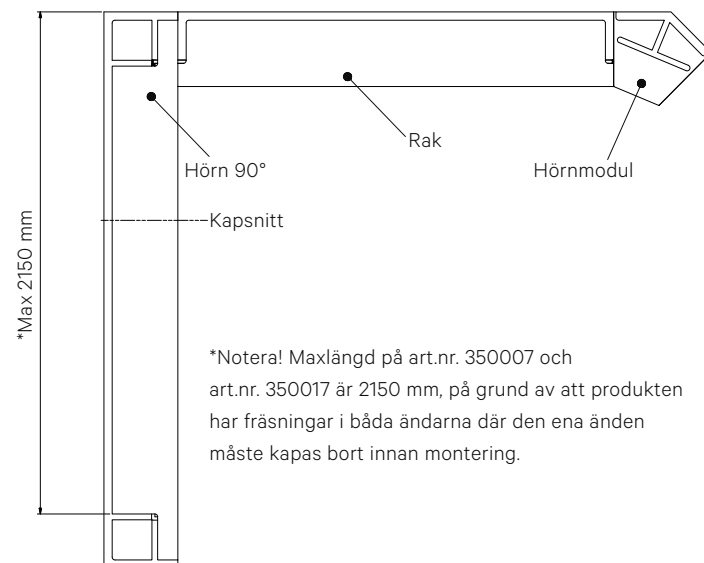 Rak
Hörn 90°
Hörnmodul
Kapsnitt
*Max 2150 mm
*Notera! Maxlängd på art.nr. 350007 och
art.nr. 350017 är 2150 mm, på grund av att produkten
har fräsningar i båda ändarna där den ena änden
måste kapas bort innan montering.